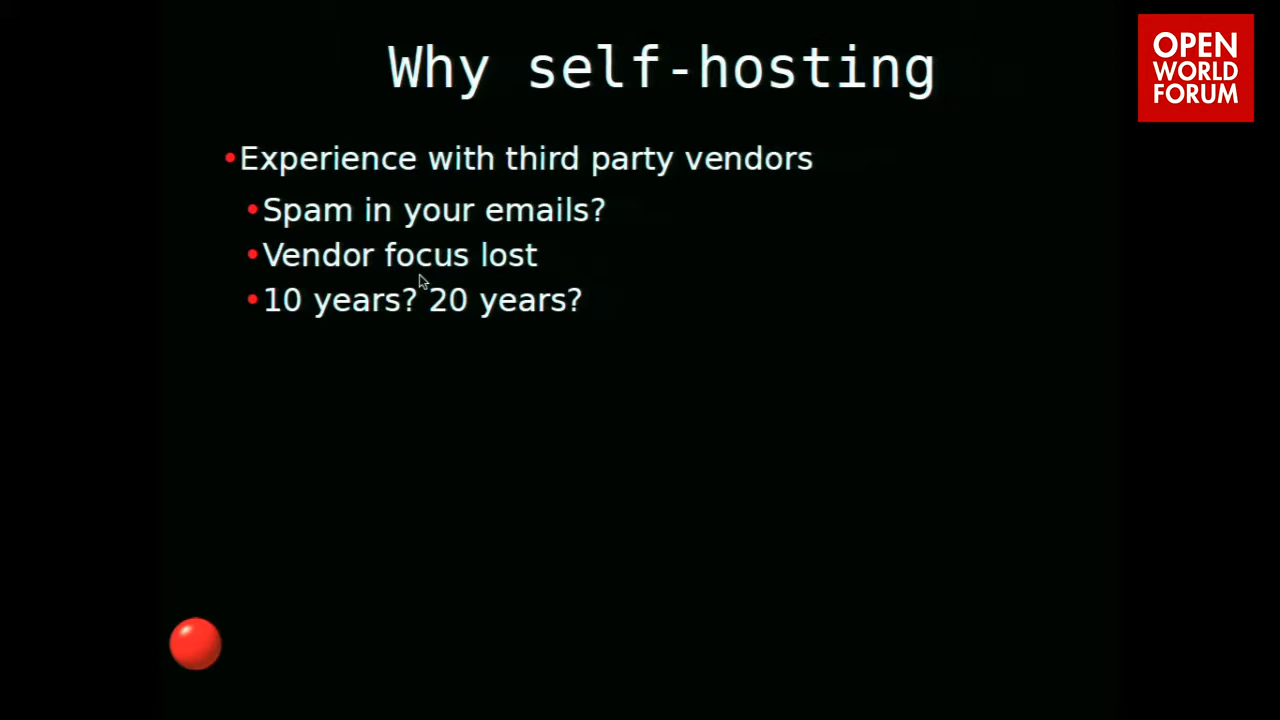 Why self-hosting
OPEN
WORLD
FORUM
•Experience with third party vendors
•Spam in your emails?
•Vendor focus lost
•10 years? 20 years?